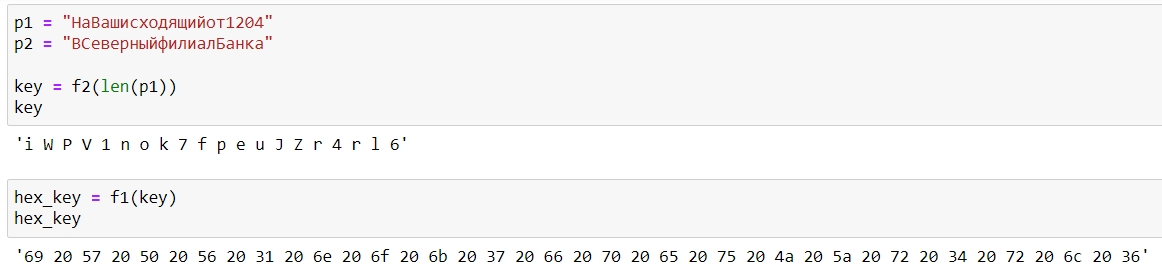 p1 = "НаВашисходящийот1204"
p2 = "ВСеверныйфилиалБанка"
key = f2(len(p1))
key
'i W P V 1 n o k 7 f p e u J Z r 4 r l 6'
hex_key = f1(key)
hex_key
'69 20 57 20 50 20 56 20 31 20 6e 20 6f 20 6b 20 37 20 66 20 70 20 65 20 75 20 4a 20 5a 20 72 20 34 20 72 20 6c 20 36'